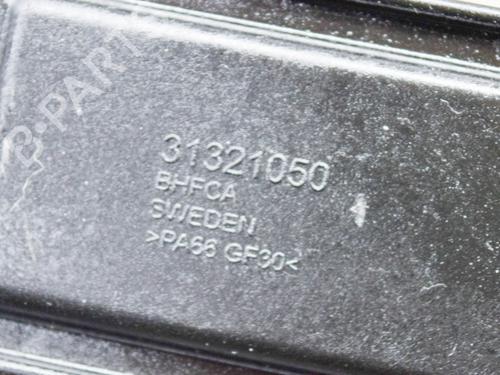 B-PARTS
31321050
BHFCA
SWEDEN
>PA66 GF30<